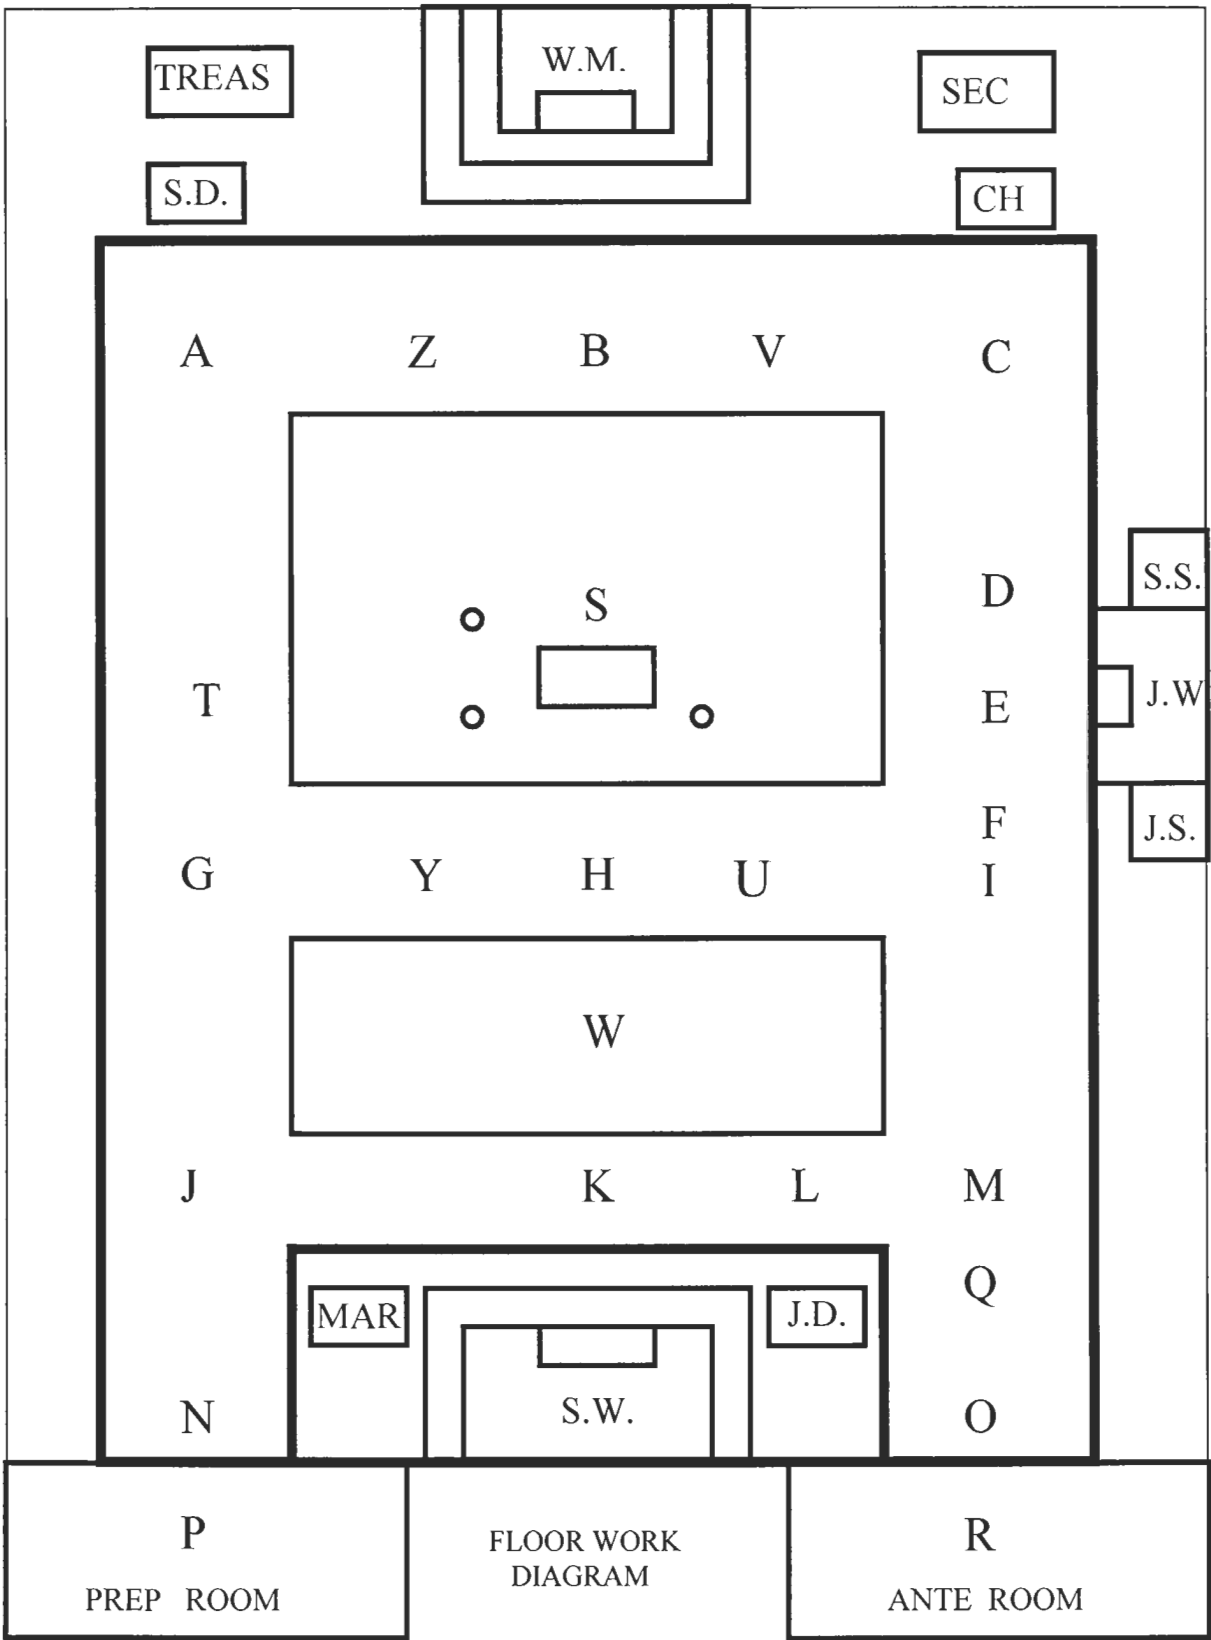 W.M.
TREAS
SEC
S.D.
CH
A Z B V C
S.S.
D
S
J.W
T
E
F
J.S.
G Y H U I
W
J K L M
Q
MAR
J.D.
S.W.
N
O
P
R
FLOOR WORK
DIAGRAM
PREP ROOM
ANTE ROOM